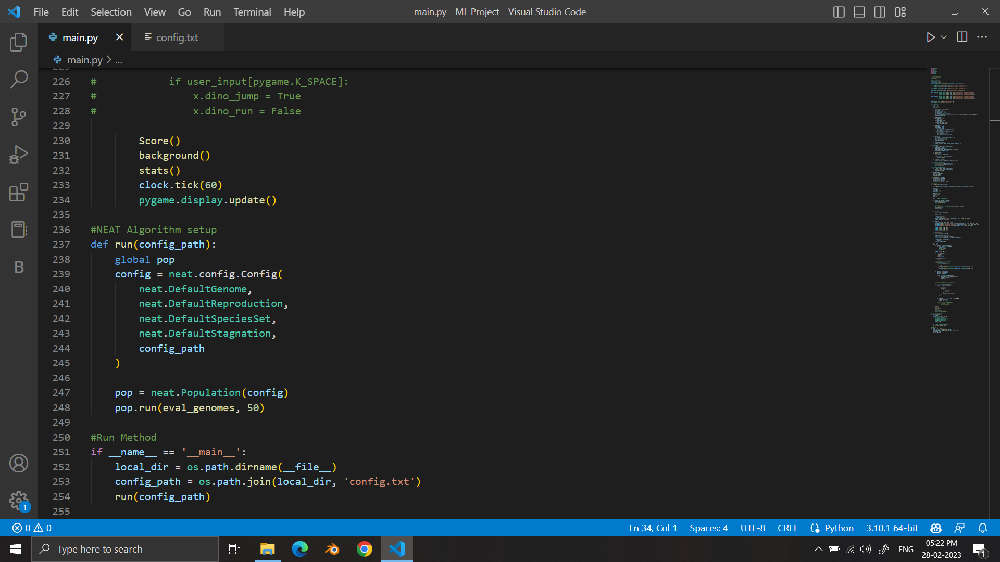 File Edit Selection View Go Run Terminal Help
main.py - ML Project - Visual Studio Code
main.py
config.txt
main.py > ...
226 #            if user_input[pygame.K_SPACE]:
227 #                x.dino_jump = True
228 #                x.dino_run = False
229
230         Score()
231         background()
232         stats()
233         clock.tick(60)
234         pygame.display.update()
235
236 #NEAT Algorithm setup
237 def run(config_path):
238     global pop
239     config = neat.config.Config(
240         neat.DefaultGenome,
241         neat.DefaultReproduction,
242         neat.DefaultSpeciesSet,
243         neat.DefaultStagnation,
244         config_path
245     )
246
247     pop = neat.Population(config)
248     pop.run(eval_genomes, 50)
249
250 #Run Method
251 if __name__ == '__main__':
252     local_dir = os.path.dirname(__file__)
253     config_path = os.path.join(local_dir, 'config.txt')
254     run(config_path)
255
B
1
0 0
Ln 34, Col 1 Spaces: 4 UTF-8 CRLF Python 3.10.1 64-bit
Type here to search
ENG
05:22 PM
28-02-2023
1